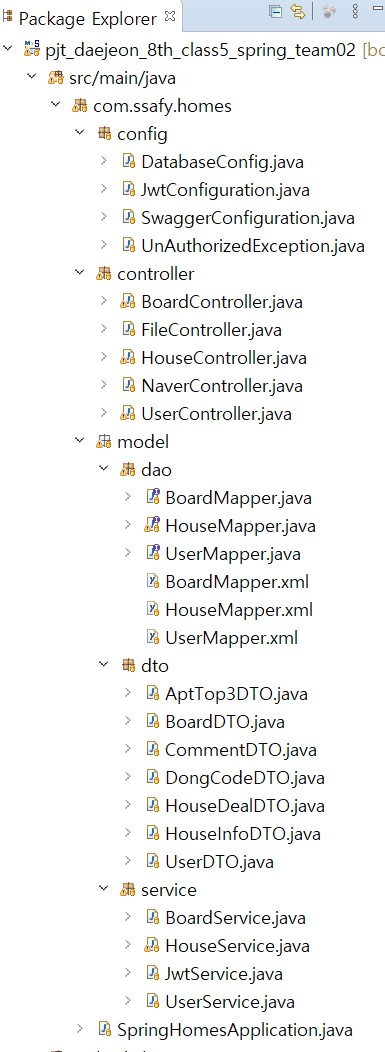 Package Explorer
pjt_daejeon_8th_class5_spring_team02 [bo
src/main/java
com.ssafy.homes
config
DatabaseConfig.java
JwtConfiguration.java
SwaggerConfiguration.java
UnAuthorizedException.java
controller
BoardController.java
FileController.java
HouseController.java
NaverController.java
UserController.java
model
dao
BoardMapper.java
HouseMapper.java
UserMapper.java
BoardMapper.xml
HouseMapper.xml
UserMapper.xml
dto
AptTop3DTO.java
BoardDTO.java
CommentDTO.java
DongCodeDTO.java
HouseDealDTO.java
HouseInfoDTO.java
UserDTO.java
service
BoardService.java
HouseService.java
JwtService.java
UserService.java
SpringHomesApplication.java